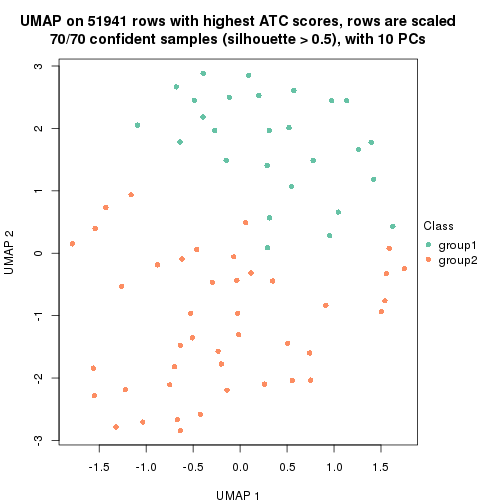 UMAP on 51941 rows with highest ATC scores, rows are scaled
70/70 confident samples (silhouette > 0.5), with 10 PCs
3
2
1
0
-1
-2
-3
UMAP 2
-1.5 -1.0 -0.5 0.0 0.5 1.0 1.5
UMAP 1
Class
group1
group2